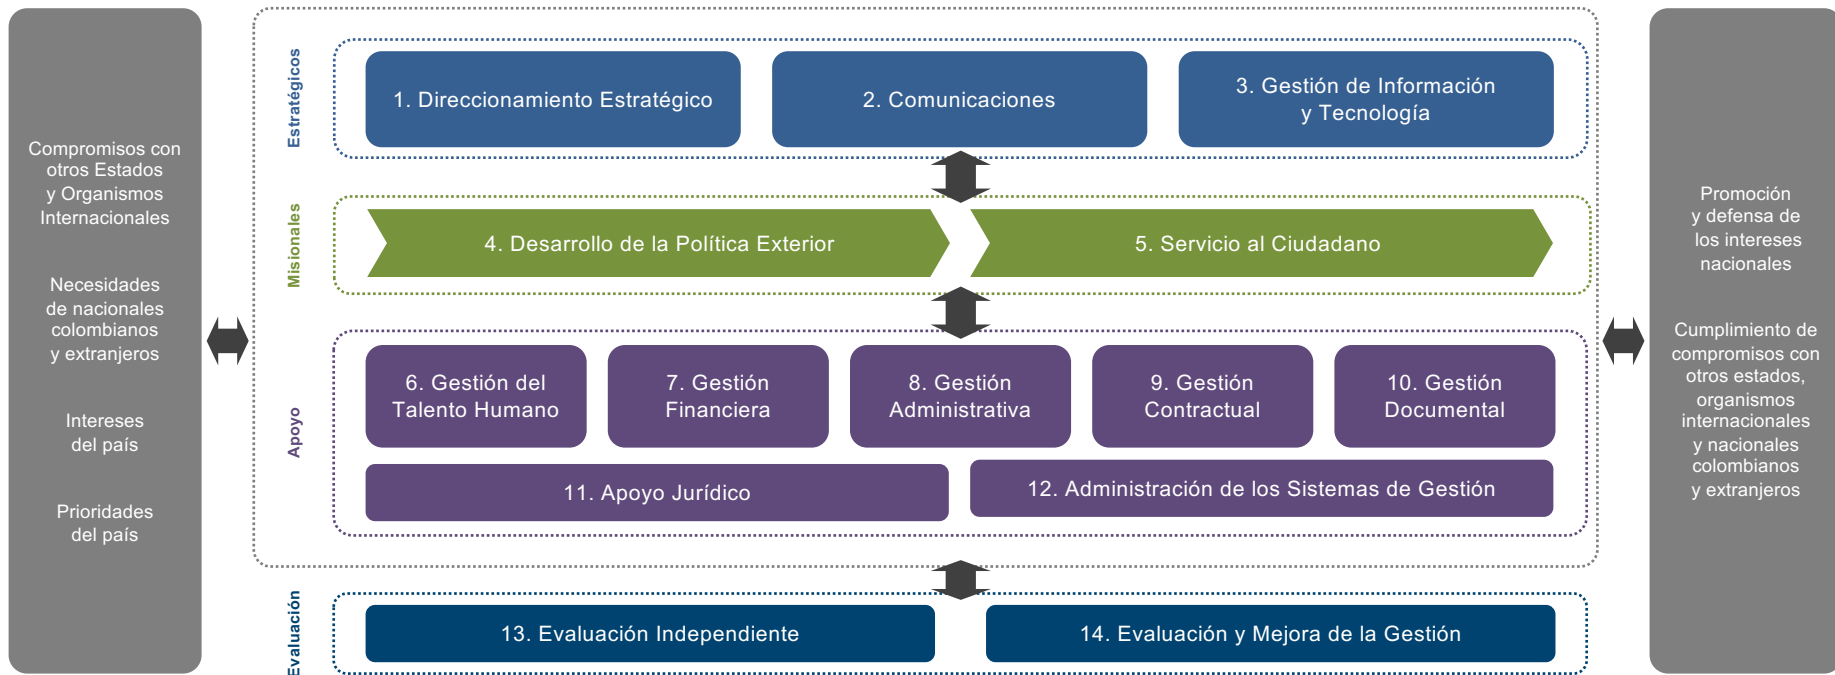 Compromisos con
otros Estados
y Organismos
Internacionales
Necesidades
de nacionales
colombianos
y extranjeros
Intereses
del país
Prioridades
del país
Estratégicos
1. Direccionamiento Estratégico
2. Comunicaciones
3. Gestión de Información
y Tecnología
Misionales
4. Desarrollo de la Política Exterior
5. Servicio al Ciudadano
Apoyo
6. Gestión del
Talento Humano
7. Gestión
Financiera
8. Gestión
Administrativa
9. Gestión
Contractual
10. Gestión
Documental
11. Apoyo Jurídico
12. Administración de los Sistemas de Gestión
Evaluación
13. Evaluación Independiente
14. Evaluación y Mejora de la Gestión
Promoción
y defensa de
los intereses
nacionales
Cumplimiento de
compromisos con
otros estados,
organismos
internacionales
y nacionales
colombianos
y extranjeros